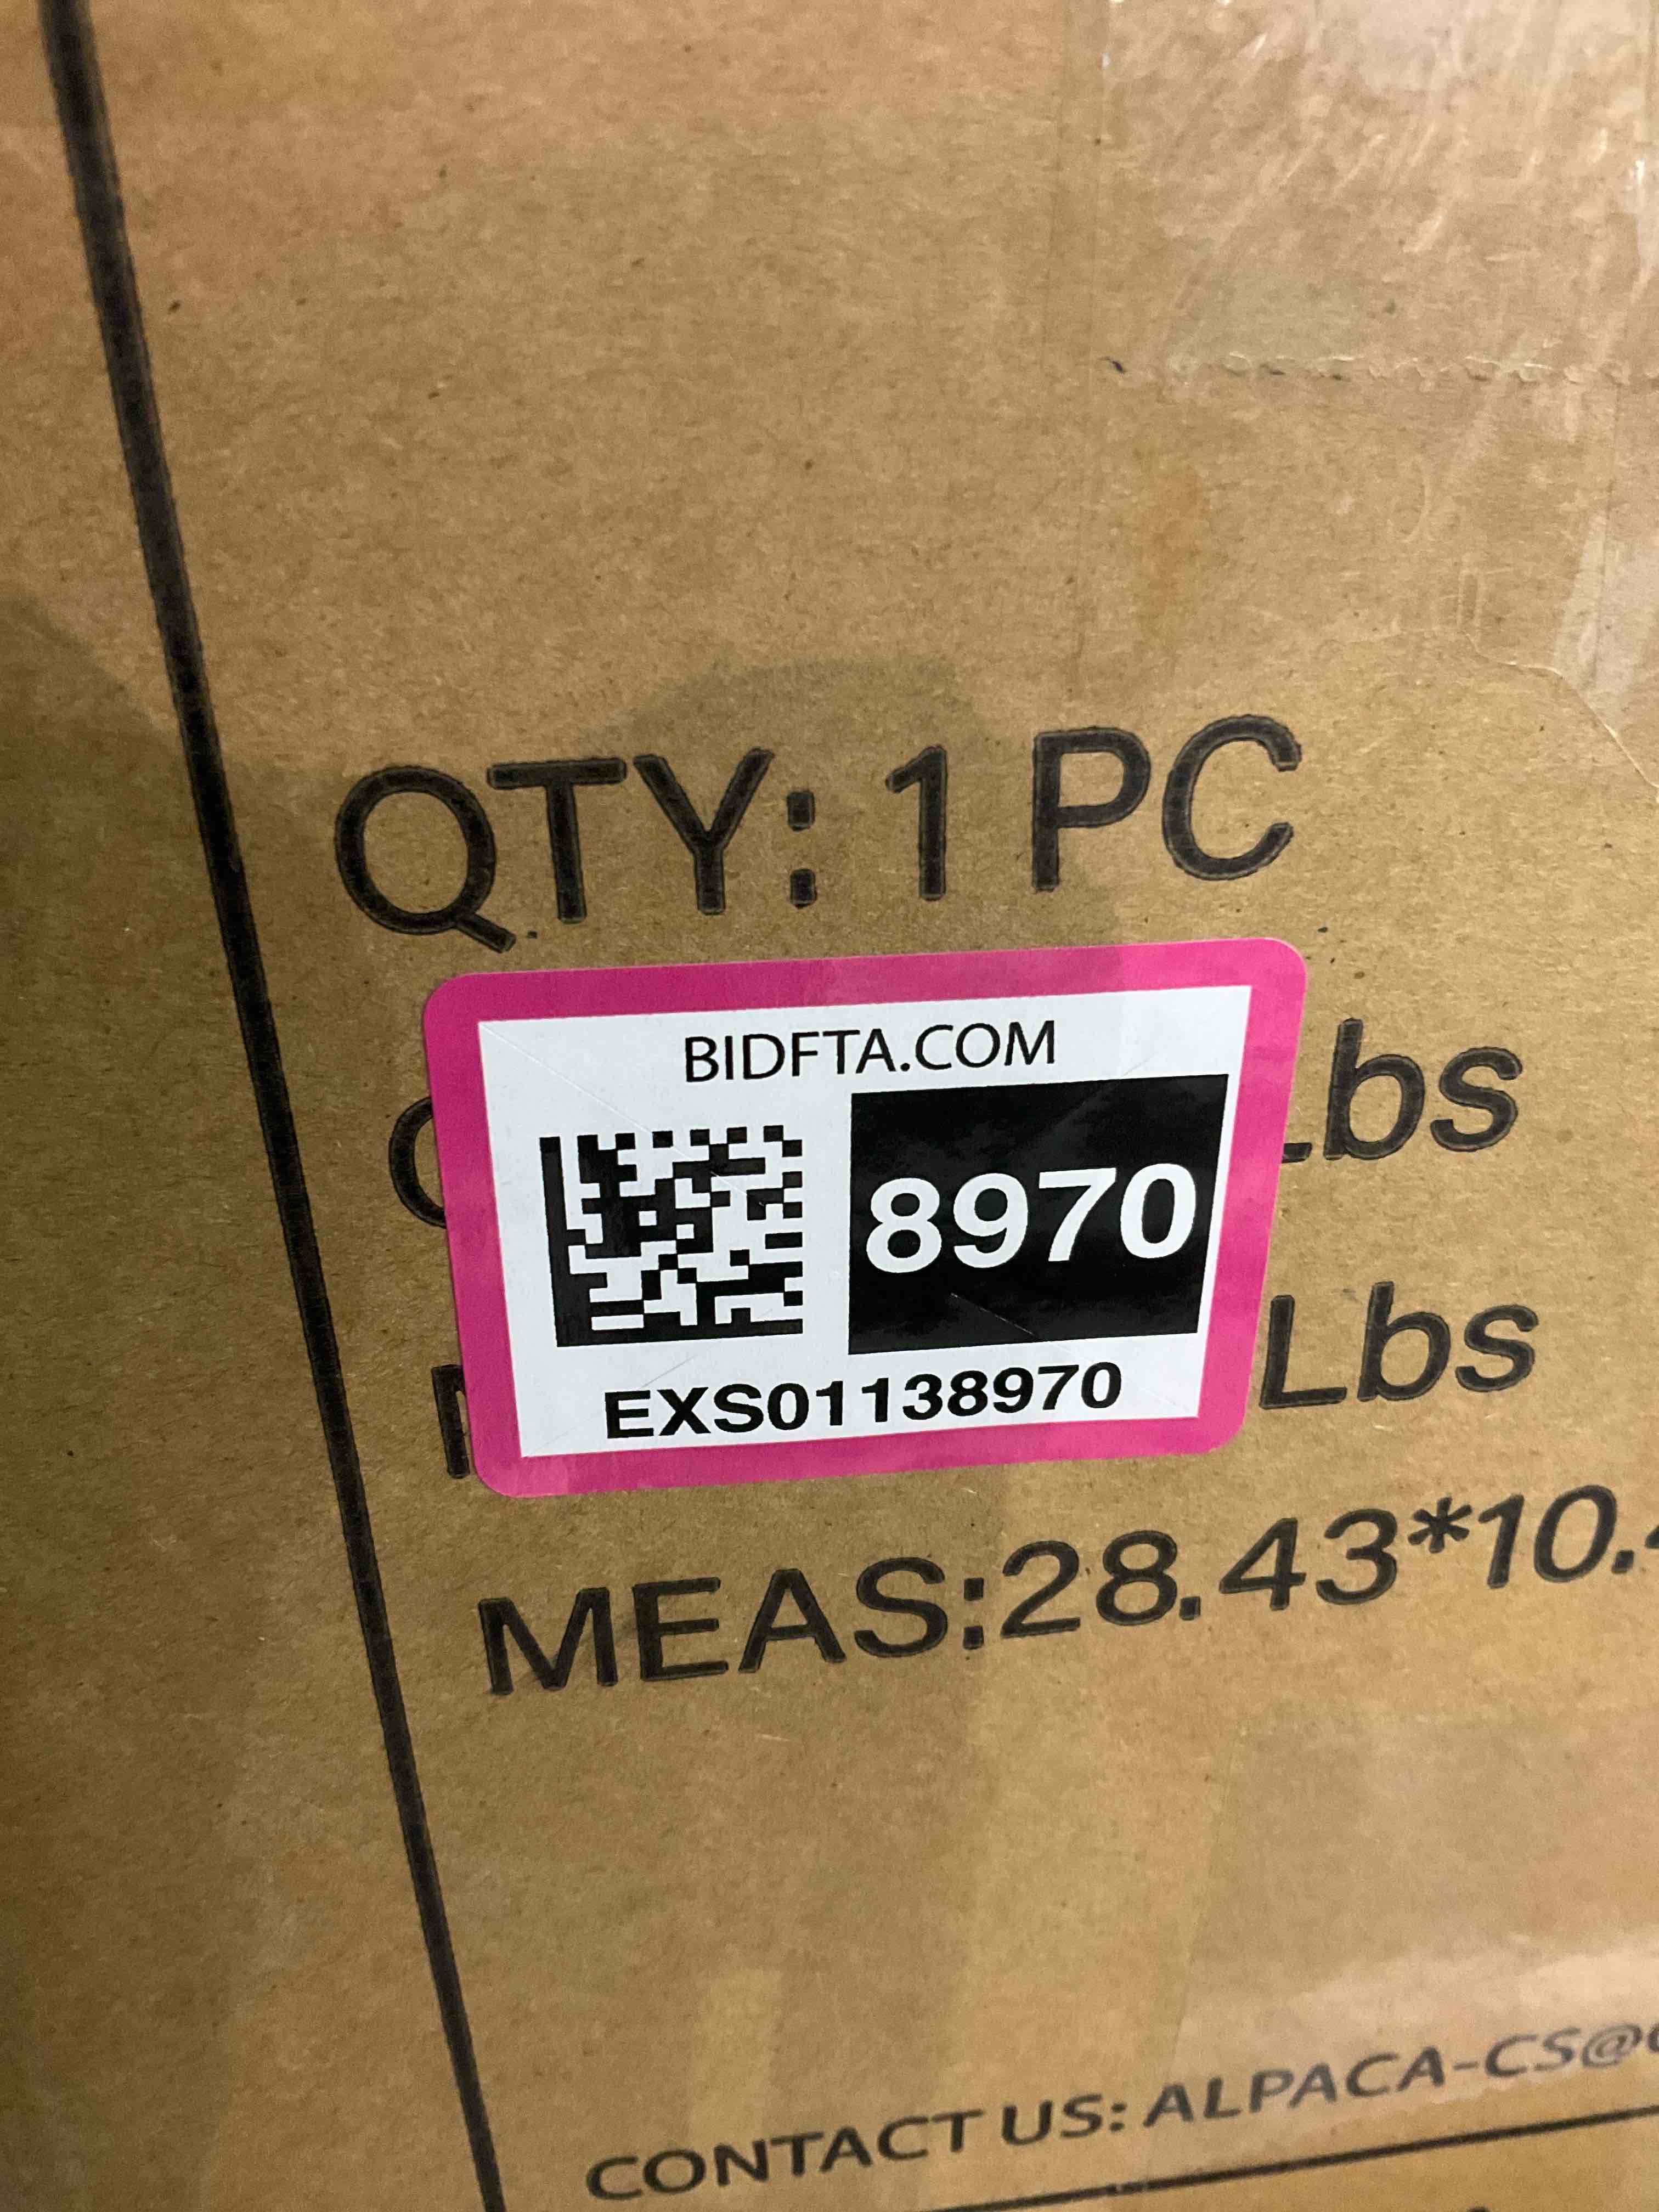 QTY: 1 PC
BIDFTA.COM
8970
EXS01138970
Lbs
Lbs
MEAS:28.43*10.
CONTACT US: ALPACA-CS@